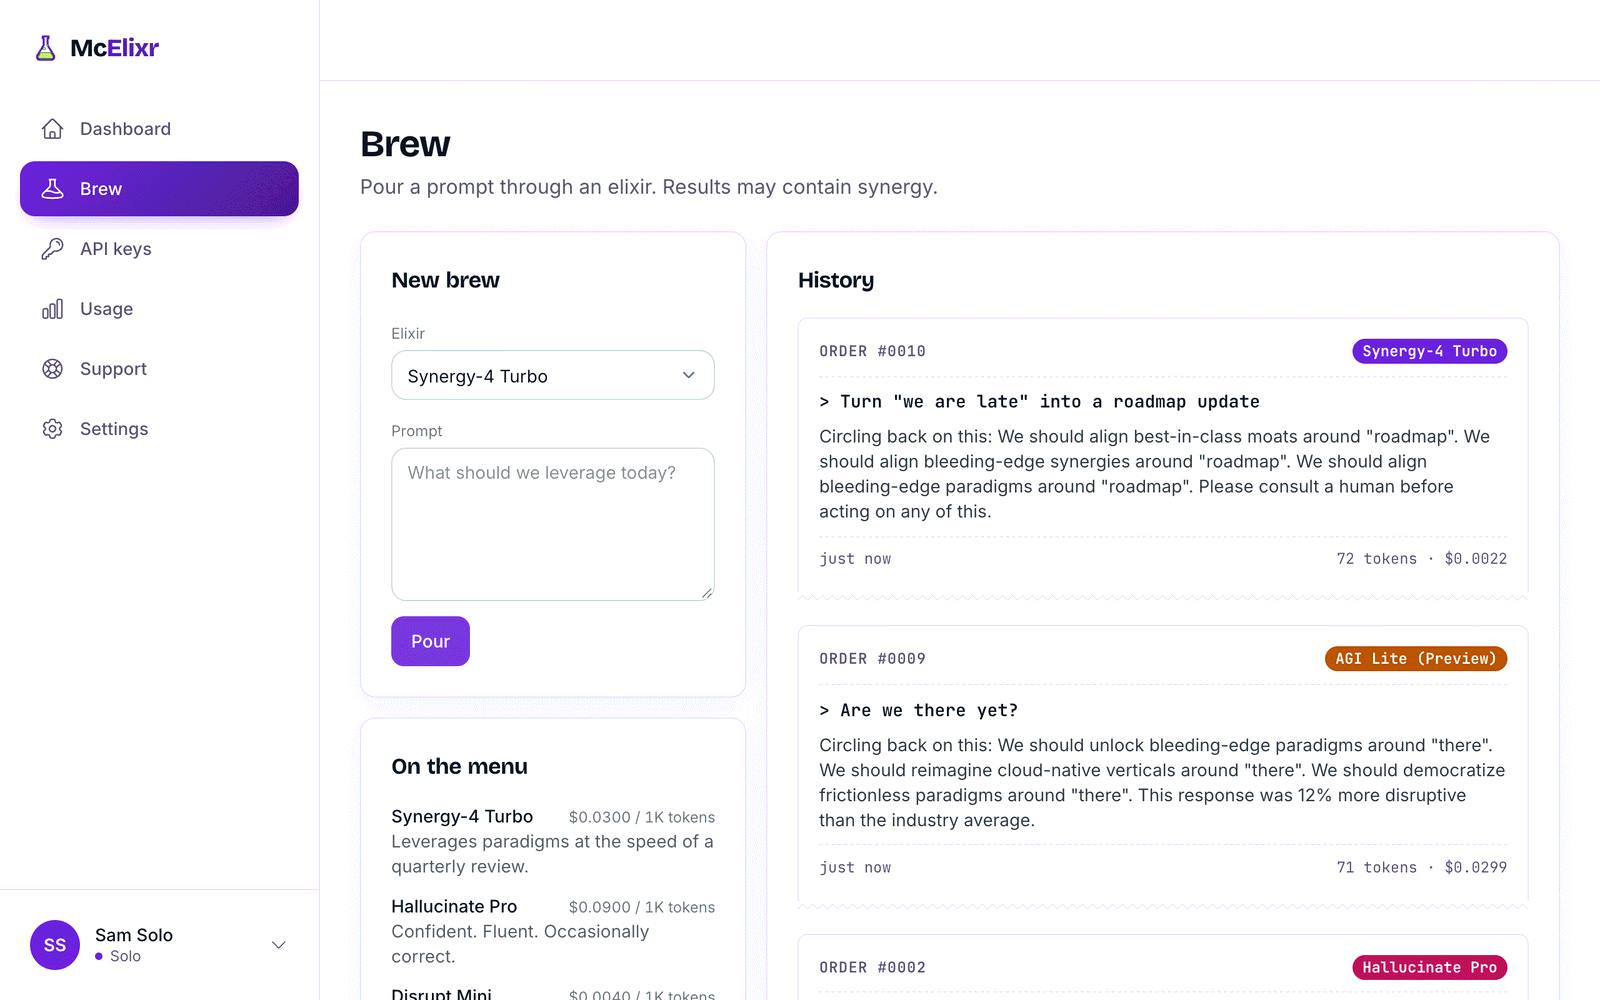 McElixr
Dashboard
Brew
API keys
Usage
Support
Settings
SS
Sam Solo
Solo
Brew
Pour a prompt through an elixir. Results may contain synergy.
New brew
Elixir
Synergy-4 Turbo
Prompt
What should we leverage today?
Pour
On the menu
Synergy-4 Turbo $0.0300 / 1K tokens
Leverages paradigms at the speed of a
quarterly review.
Hallucinate Pro $0.0900 / 1K tokens
Confident. Fluent. Occasionally
correct.
Disrupt Mini $0.0040 / 1K tokens
History
ORDER #0010 Synergy-4 Turbo
> Turn "we are late" into a roadmap update
Circling back on this: We should align best-in-class moats around "roadmap". We
should align bleeding-edge synergies around "roadmap". We should align
bleeding-edge paradigms around "roadmap". Please consult a human before
acting on any of this.
just now 72 tokens · $0.0022
ORDER #0009 AGI Lite (Preview)
> Are we there yet?
Circling back on this: We should unlock bleeding-edge paradigms around "there".
We should reimagine cloud-native verticals around "there". We should democratize
frictionless paradigms around "there". This response was 12% more disruptive
than the industry average.
just now 71 tokens · $0.0299
ORDER #0002 Hallucinate Pro